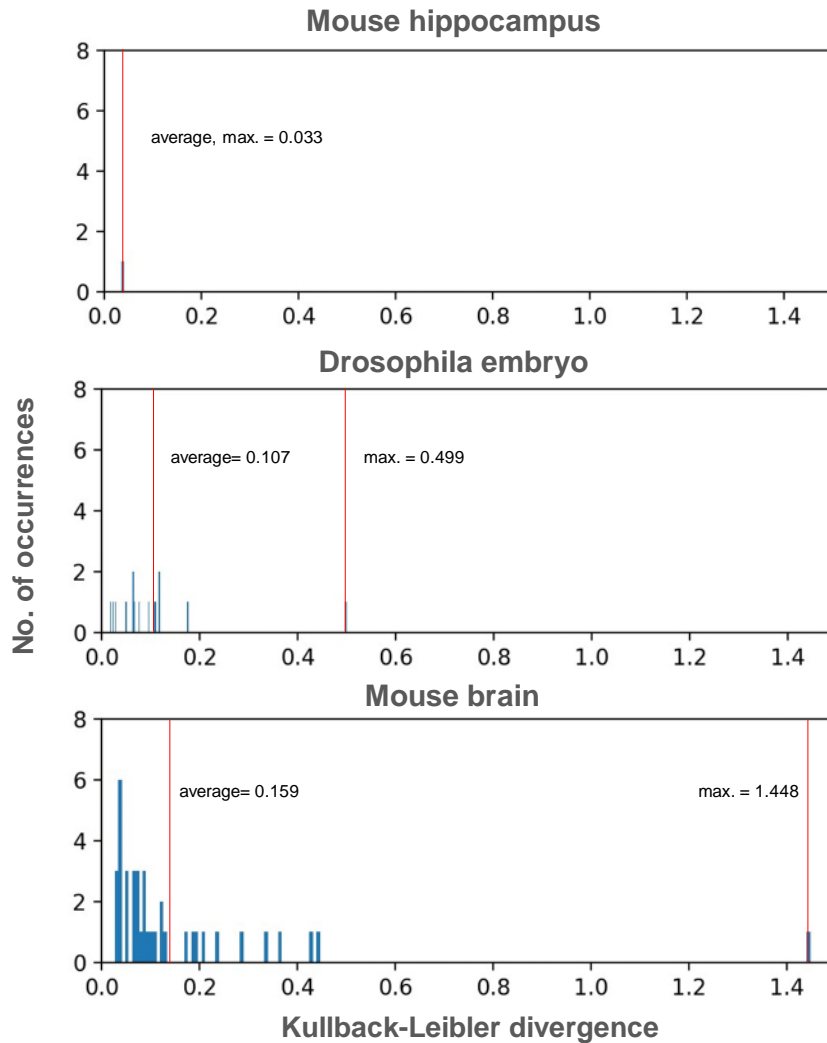 Mouse hippocampus
8
average, max. = 0.033
6
4
2
0
0.0 0.2 0.4 0.6 0.8 1.0 1.2 1.4
Drosophila embryo
8
average= 0.107 max. = 0.499
6
4
2
0
0.0 0.2 0.4 0.6 0.8 1.0 1.2 1.4
No. of occurrences
Mouse brain
8
average= 0.159 max. = 1.448
6
4
2
0
0.0 0.2 0.4 0.6 0.8 1.0 1.2 1.4
Kullback-Leibler divergence